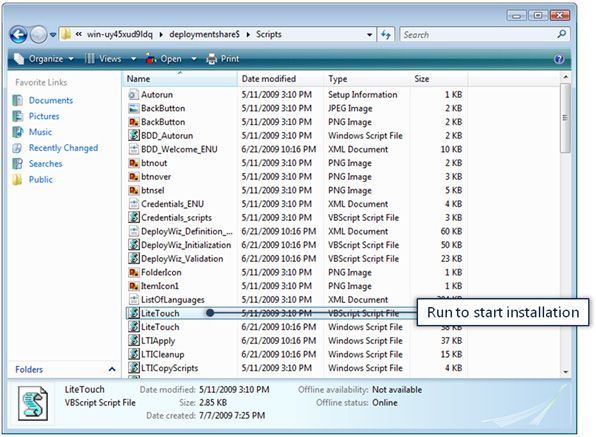 « win-uy45xud9ldq ▸ deploymentshare$ ▸ Scripts
Search
Organize Views Open Print
Favorite Links
Documents
Pictures
Music
Recently Changed
Searches
Public
Folders
Name Date modified Type Size
Autorun 5/11/2009 3:10 PM Setup Information 1 KB
BackButton 5/11/2009 3:10 PM JPEG Image 2 KB
BackButton 5/11/2009 3:10 PM PNG Image 2 KB
BDD_Autorun 5/11/2009 3:10 PM Windows Script File 2 KB
BDD_Welcome_ENU 6/21/2009 10:16 PM XML Document 10 KB
btnout 5/11/2009 3:10 PM PNG Image 2 KB
btnover 5/11/2009 3:10 PM PNG Image 3 KB
btnsel 5/11/2009 3:10 PM PNG Image 5 KB
Credentials_ENU 5/11/2009 3:10 PM XML Document 4 KB
Credentials_scripts 5/11/2009 3:10 PM VBScript Script File 3 KB
DeployWiz_Definition_... 6/21/2009 10:16 PM XML Document 60 KB
DeployWiz_Initialization 6/21/2009 10:16 PM VBScript Script File 50 KB
DeployWiz_Validation 6/21/2009 10:16 PM VBScript Script File 23 KB
FolderIcon 5/11/2009 3:10 PM PNG Image 1 KB
ItemIcon1 5/11/2009 3:10 PM PNG Image 1 KB
ListOfLanguages 5/11/2009 3:10 PM XML Document KB
LiteTouch 5/11/2009 3:10 PM VBScript Script File
Run to start installation
LiteTouch 6/21/2009 10:16 PM Windows Script File KB
LTIApply 6/21/2009 10:16 PM Windows Script File 37 KB
LTICleanup 6/21/2009 10:16 PM Windows Script File 15 KB
LTICopyScripts 6/21/2009 10:16 PM Windows Script File 4 KB
LiteTouch Date modified: 5/11/2009 3:10 PM Offline availability: Not available
VBScript Script File Size: 2.85 KB Offline status: Online
Date created: 7/7/2009 7:25 PM